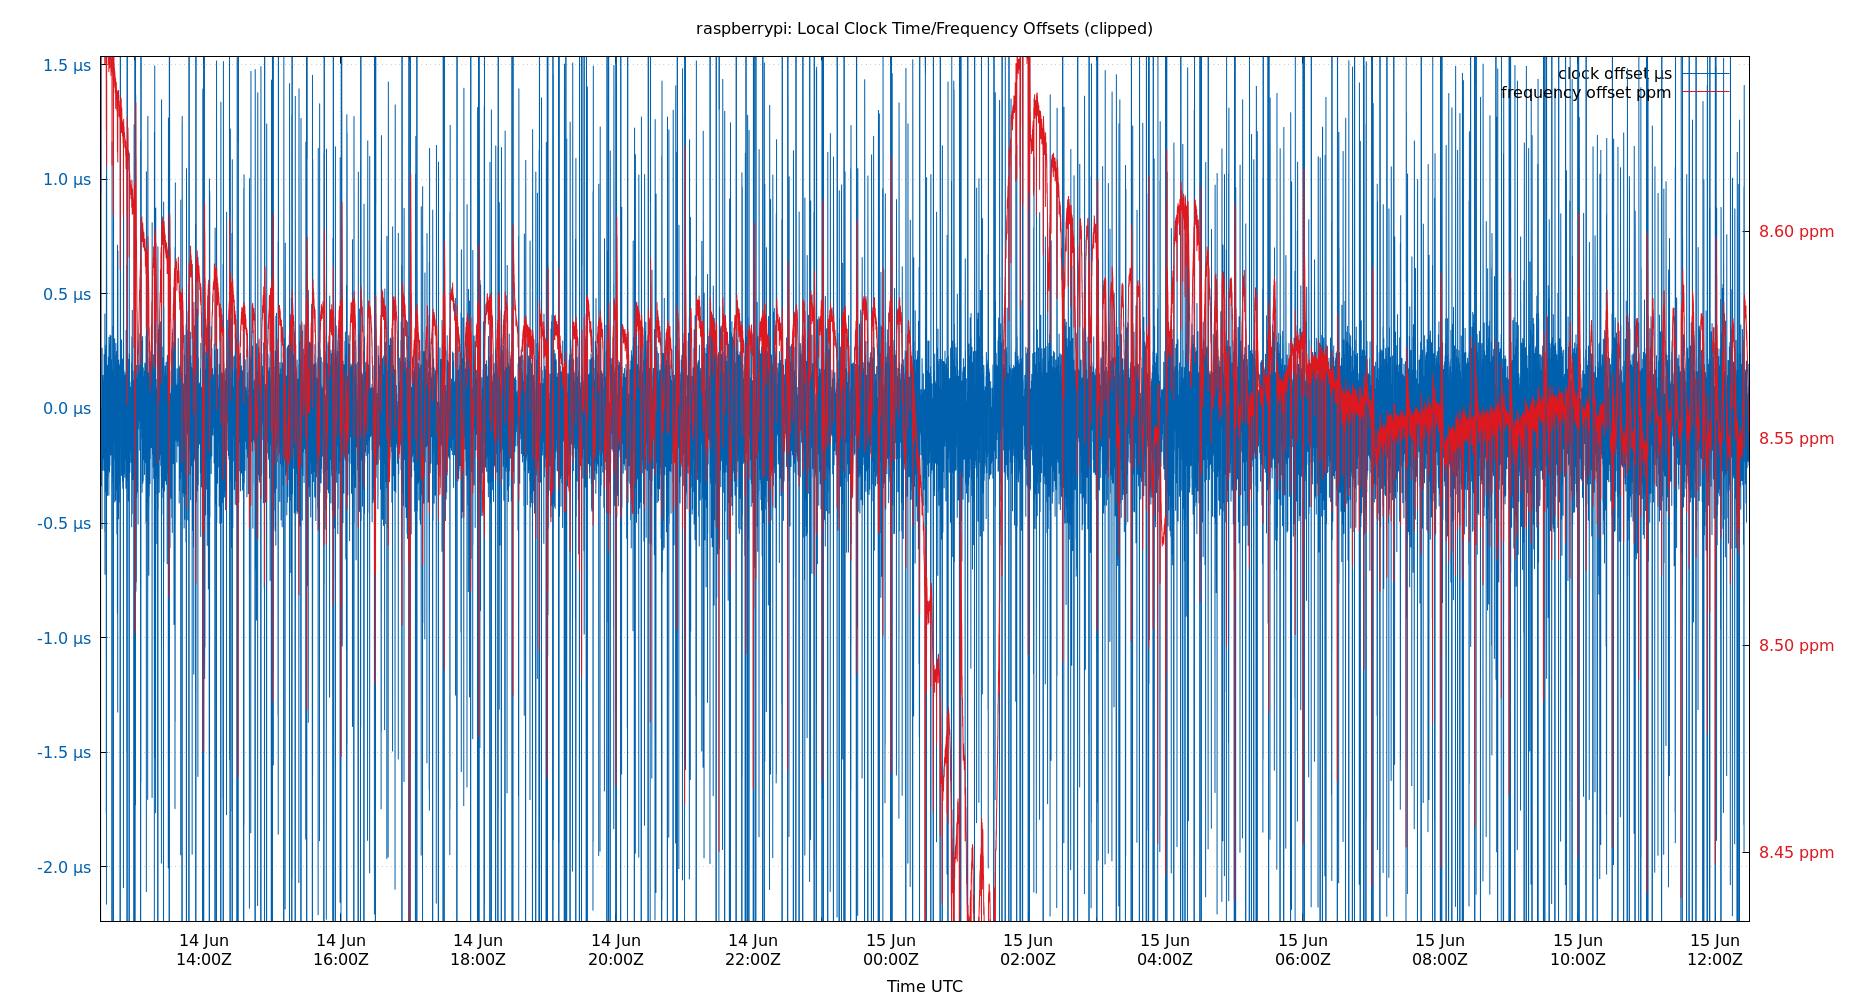 raspberrypi: Local Clock Time/Frequency Offsets (clipped)
clock offset µs
frequency offset ppm
1.5 µs
1.0 µs
0.5 µs
0.0 µs
-0.5 µs
-1.0 µs
-1.5 µs
-2.0 µs
8.60 ppm
8.55 ppm
8.50 ppm
8.45 ppm
14 Jun 14 Jun 14 Jun 14 Jun 14 Jun 15 Jun 15 Jun 15 Jun 15 Jun 15 Jun 15 Jun 15 Jun
14:00Z 16:00Z 18:00Z 20:00Z 22:00Z 00:00Z 02:00Z 04:00Z 06:00Z 08:00Z 10:00Z 12:00Z
Time UTC